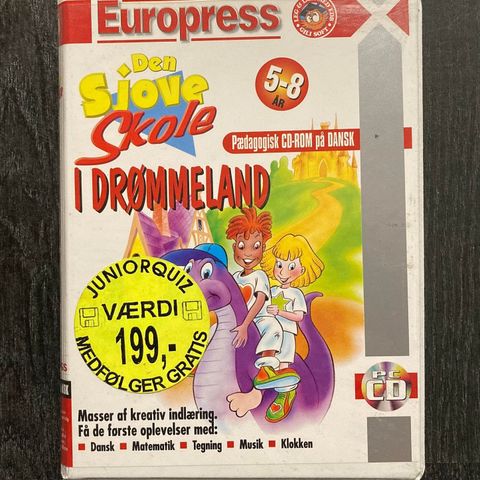 Europress
Den
Sjove
Skole
5-8
ÅR
Pædagogisk CD-ROM på DANSK
I DRØMMELAND
JUNIORQUIZ
VÆRDI
199,-
MEDFØLGER GRATIS
PC
CD
Masser af kreativ indlæring.
Få de første oplevelser med:
■ Dansk ■ Matematik ■ Tegning ■ Musik ■ Klokken